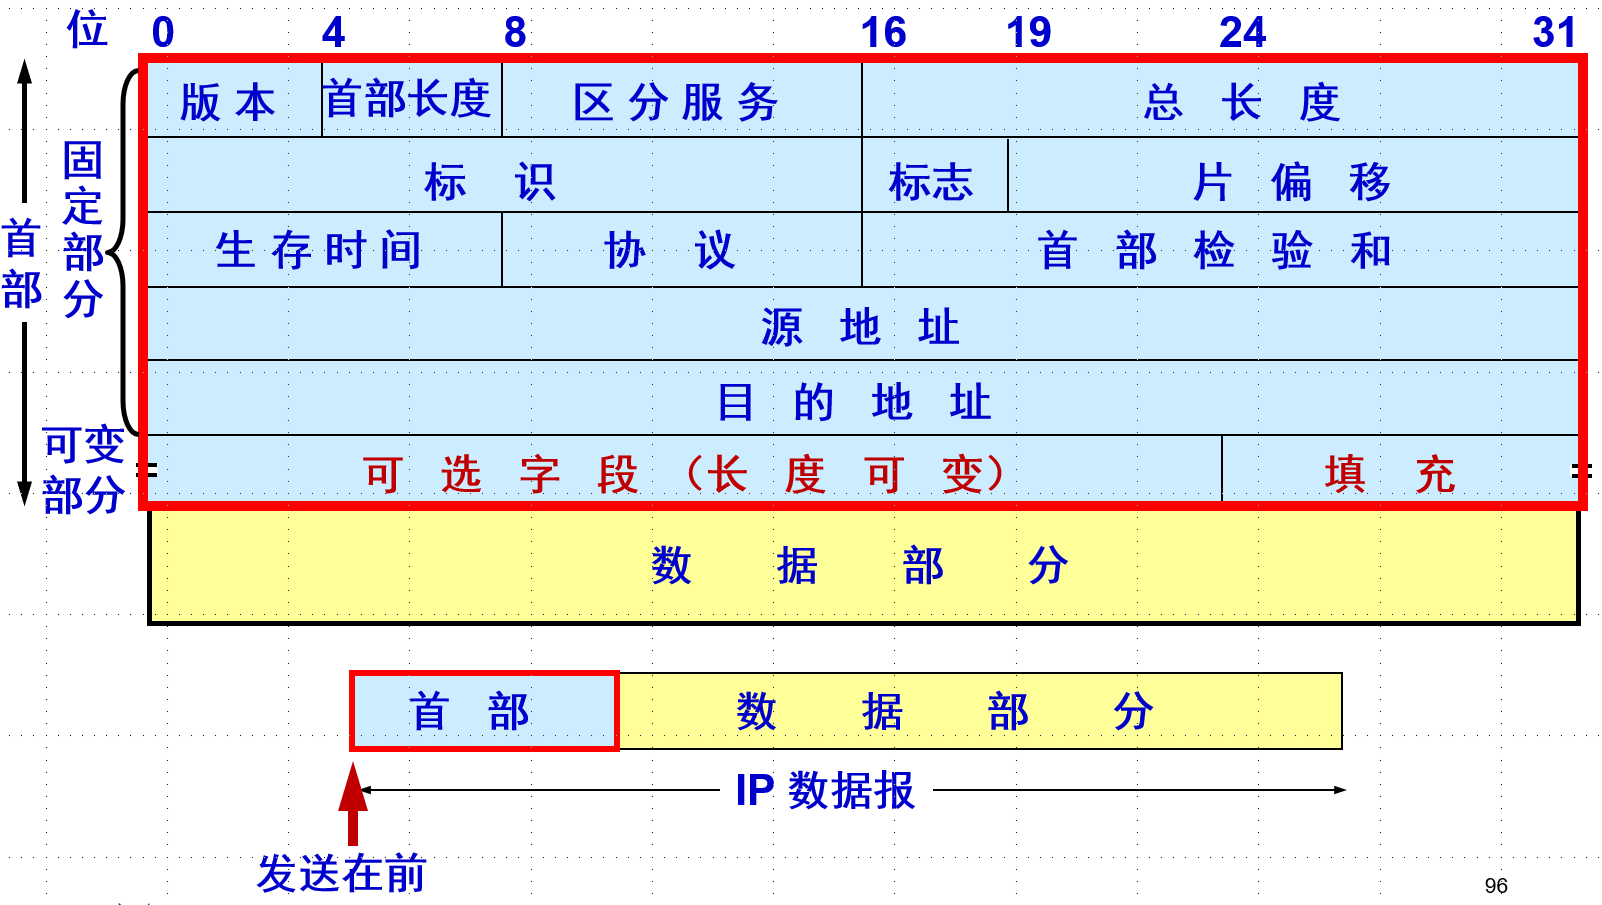 位 0 4 8 16 19 24 31
版本 首部长度 区分服务 总长度
标识 标志 片偏移
生存时间 协议 首部检验和
源地址
目的地址
可选字段（长度可变） 填充
固定部分
首部
可变
部分
数据部分
首部 数据部分
IP 数据报
发送在前
96